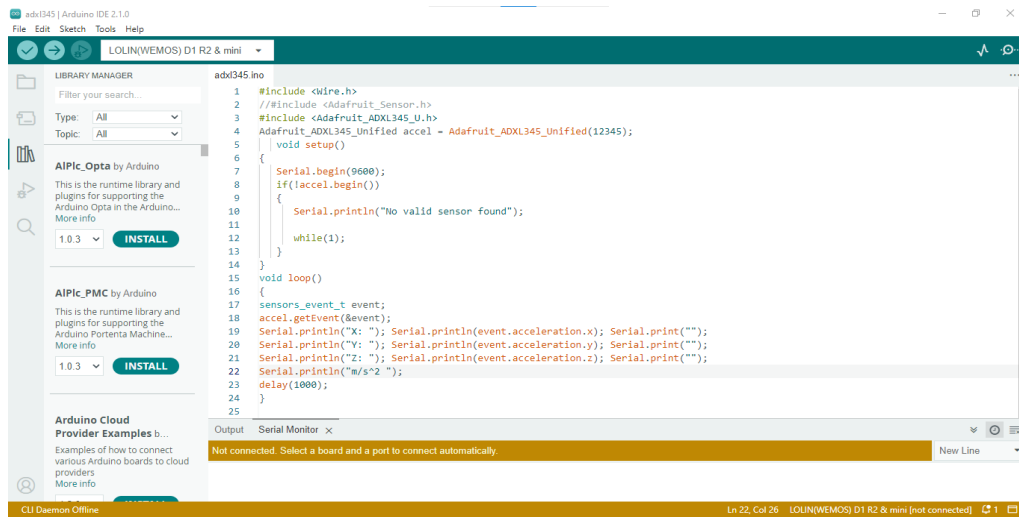 adxl345 | Arduino IDE 2.1.0
File Edit Sketch Tools Help
LOLIN(WEMOS) D1 R2 & mini
LIBRARY MANAGER
Filter your search...
Type: All
Topic: All
AIPlc_Opta by Arduino
This is the runtime library and
plugins for supporting the
Arduino Opta in the Arduino...
More info
1.0.3 INSTALL
AIPlc_PMC by Arduino
This is the runtime library and
plugins for supporting the
Arduino Portenta Machine...
More info
1.0.3 INSTALL
Arduino Cloud
Provider Examples b...
Examples of how to connect
various Arduino boards to cloud
providers
More info
adxl345.ino
1 #include <Wire.h>
2 //#include <Adafruit_Sensor.h>
3 #include <Adafruit_ADXL345_U.h>
4 Adafruit_ADXL345_Unified accel = Adafruit_ADXL345_Unified(12345);
5 void setup()
6 {
7 Serial.begin(9600);
8 if(!accel.begin())
9 {
10 Serial.println("No valid sensor found");
11
12 while(1);
13 }
14 }
15 void loop()
16 {
17 sensors_event_t event;
18 accel.getEvent(&event);
19 Serial.println("X: "); Serial.println(event.acceleration.x); Serial.print("");
20 Serial.println("Y: "); Serial.println(event.acceleration.y); Serial.print("");
21 Serial.println("Z: "); Serial.println(event.acceleration.z); Serial.print("");
22 Serial.println("m/s^2 ");
23 delay(1000);
24 }
25
Output Serial Monitor
Not connected. Select a board and a port to connect automatically.
New Line
CLI Daemon Offline
Ln 22, Col 26 LOLIN(WEMOS) D1 R2 & mini [not connected] 1